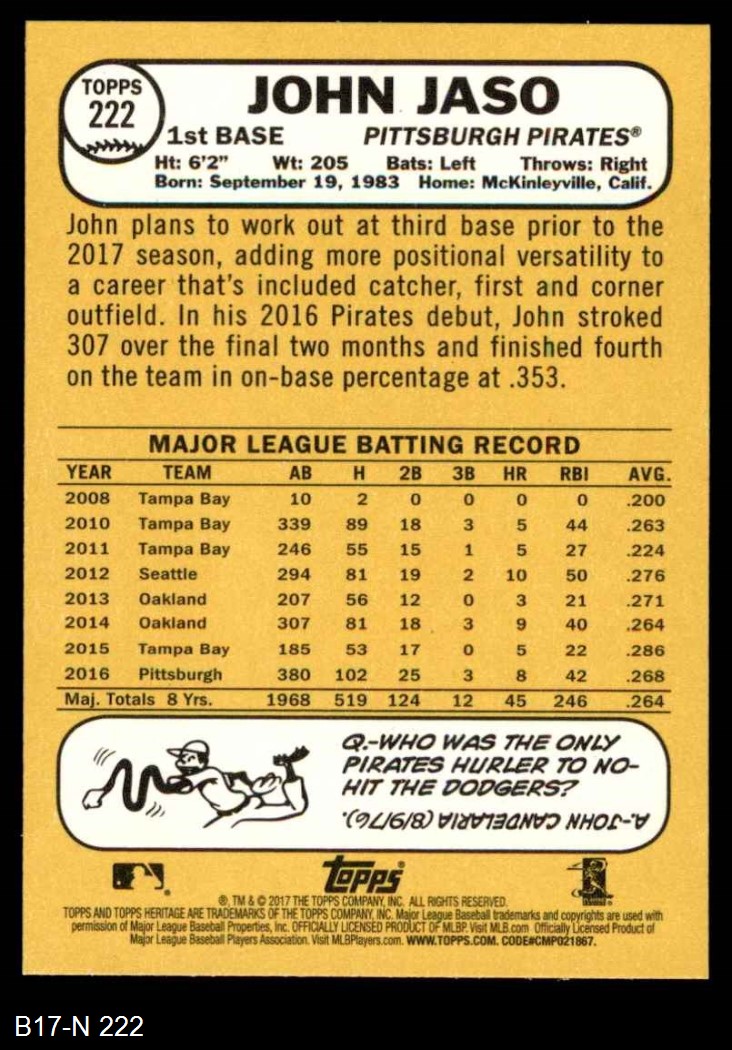 TOPPS
222
JOHN JASO
1st BASE PITTSBURGH PIRATES®
Ht: 6'2" Wt: 205 Bats: Left Throws: Right
Born: September 19, 1983 Home: McKinleyville, Calif.
John plans to work out at third base prior to the
2017 season, adding more positional versatility to
a career that's included catcher, first and corner
outfield. In his 2016 Pirates debut, John stroked
307 over the final two months and finished fourth
on the team in on-base percentage at .353.
MAJOR LEAGUE BATTING RECORD
YEAR TEAM AB H 2B 3B HR RBI AVG.
2008 Tampa Bay 10 2 0 0 0 0 .200
2010 Tampa Bay 339 89 18 3 5 44 .263
2011 Tampa Bay 246 55 15 1 5 27 .224
2012 Seattle 294 81 19 2 10 50 .276
2013 Oakland 207 56 12 0 3 21 .271
2014 Oakland 307 81 18 3 9 40 .264
2015 Tampa Bay 185 53 17 0 5 22 .286
2016 Pittsburgh 380 102 25 3 8 42 .268
Maj. Totals 8 Yrs. 1968 519 124 12 45 246 .264
Q.-WHO WAS THE ONLY
PIRATES HURLER TO NO-
HIT THE DODGERS?
A.-JOHN CANDELARIA (8/9/76).
topps®
®, TM & © 2017 THE TOPPS COMPANY, INC. ALL RIGHTS RESERVED.
TOPPS AND TOPPS HERITAGE ARE TRADEMARKS OF THE TOPPS COMPANY, INC. Major League Baseball trademarks and copyrights are used with
permission of Major League Baseball Properties, Inc. OFFICIALLY LICENSED PRODUCT OF MLBP. Visit MLB.com Officially Licensed Product of
Major League Baseball Players Association. Visit MLBPlayers.com. WWW.TOPPS.COM. CODE#CMP021867.
B17-N 222